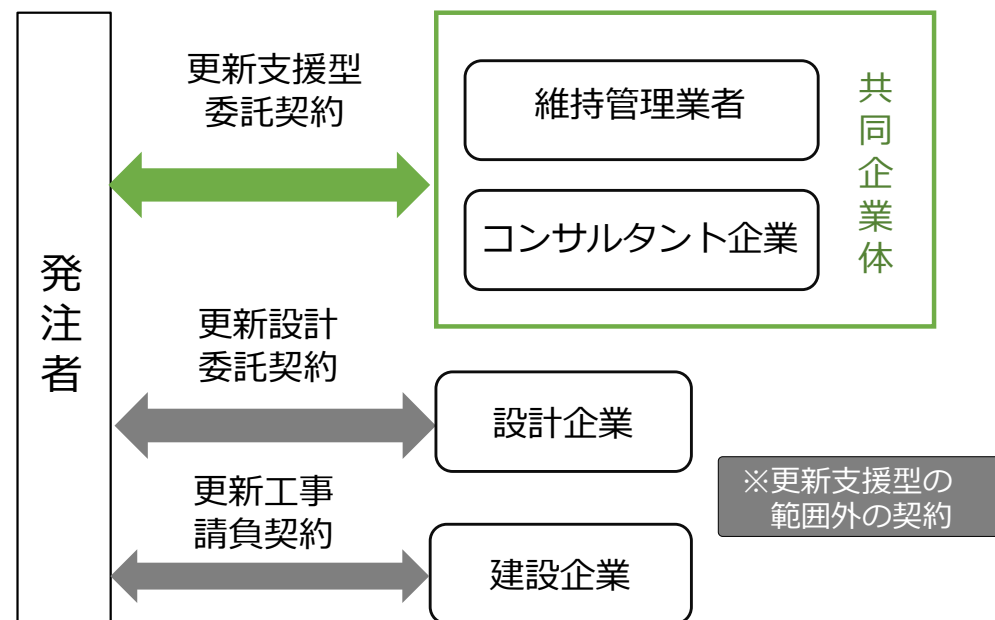 発注者
更新支援型
委託契約
維持管理業者
コンサルタント企業
共同企業体
更新設計
委託契約
設計企業
※更新支援型の
範囲外の契約
更新工事
請負契約
建設企業